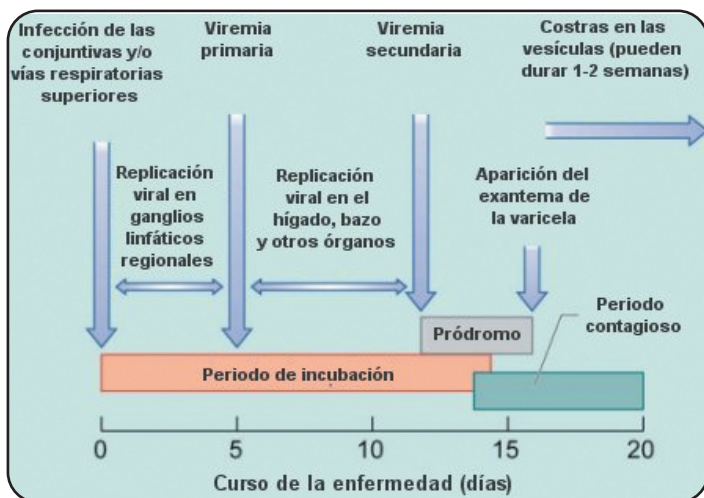 Infección de las
conjuntivas y/o
vías respiratorias
superiores
Viremia
primaria
Viremia
secundaria
Costras en las
vesículas (pueden
durar 1-2 semanas)
Replicación
viral en
ganglios
linfáticos
regionales
Replicación
viral en el
hígado, bazo
y otros órganos
Aparición del
exantema de
la varicela
Periodo
contagioso
Pródromo
Periodo de incubación
0 5 10 15 20
Curso de la enfermedad (días)